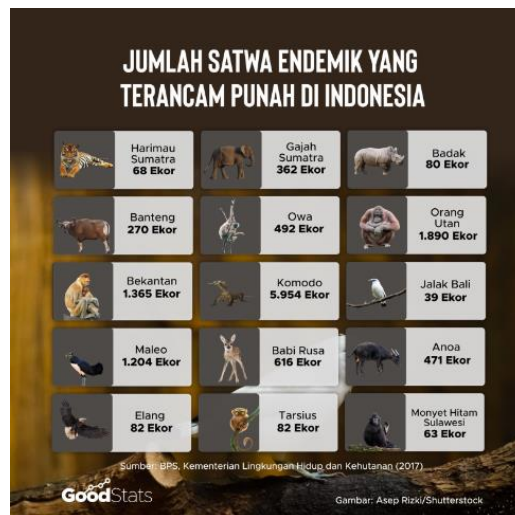 JUMLAH SATWA ENDEMIK YANG
TERANCAM PUNAH DI INDONESIA
Harimau
Sumatra
68 Ekor
Gajah
Sumatra
362 Ekor
Badak
80 Ekor
Banteng
270 Ekor
Owa
492 Ekor
Orang
Utan
1.890 Ekor
Bekantan
1.365 Ekor
Komodo
5.954 Ekor
Jalak Bali
39 Ekor
Maleo
1.204 Ekor
Babi Rusa
616 Ekor
Anoa
471 Ekor
Elang
82 Ekor
Tarsius
82 Ekor
Monyet Hitam
Sulawesi
63 Ekor
Sumber: BPS, Kementerian Lingkungan Hidup dan Kehutanan (2017)
GoodStats
Gambar: Asep Rizki/Shutterstock